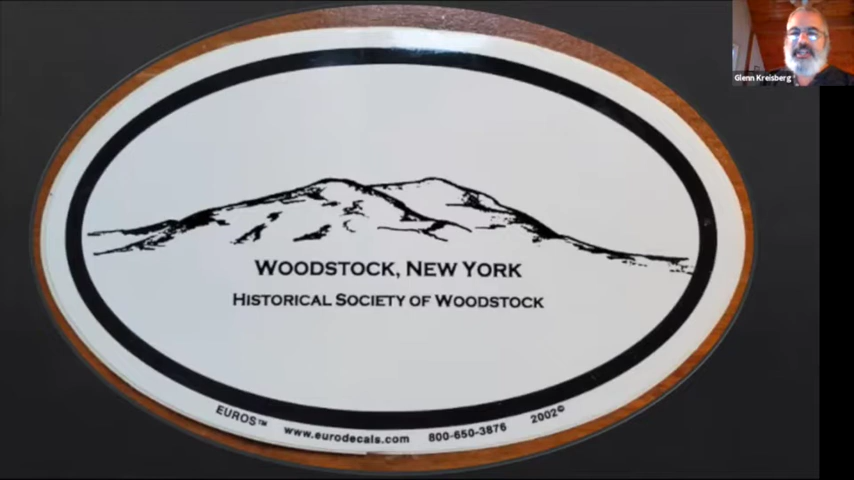 Glenn Kreisberg
WOODSTOCK, NEW YORK
HISTORICAL SOCIETY OF WOODSTOCK
EUROS™ www.eurodecals.com 800-650-3876 2002©